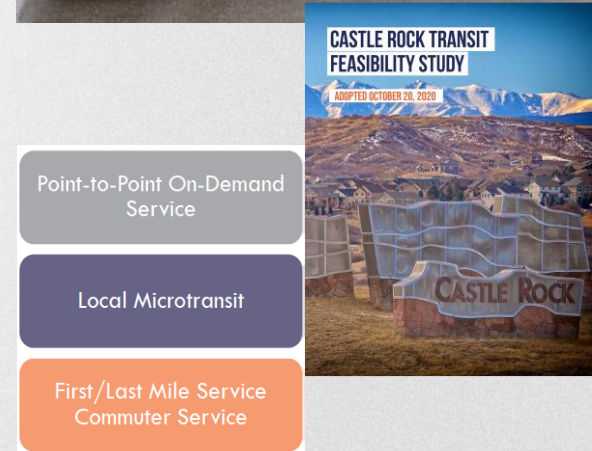 CASTLE ROCK TRANSIT
FEASIBILITY STUDY
ADOPTED OCTOBER 20, 2020
Point-to-Point On-Demand
Service
Local Microtransit
First/Last Mile Service
Commuter Service
CASTLE ROCK